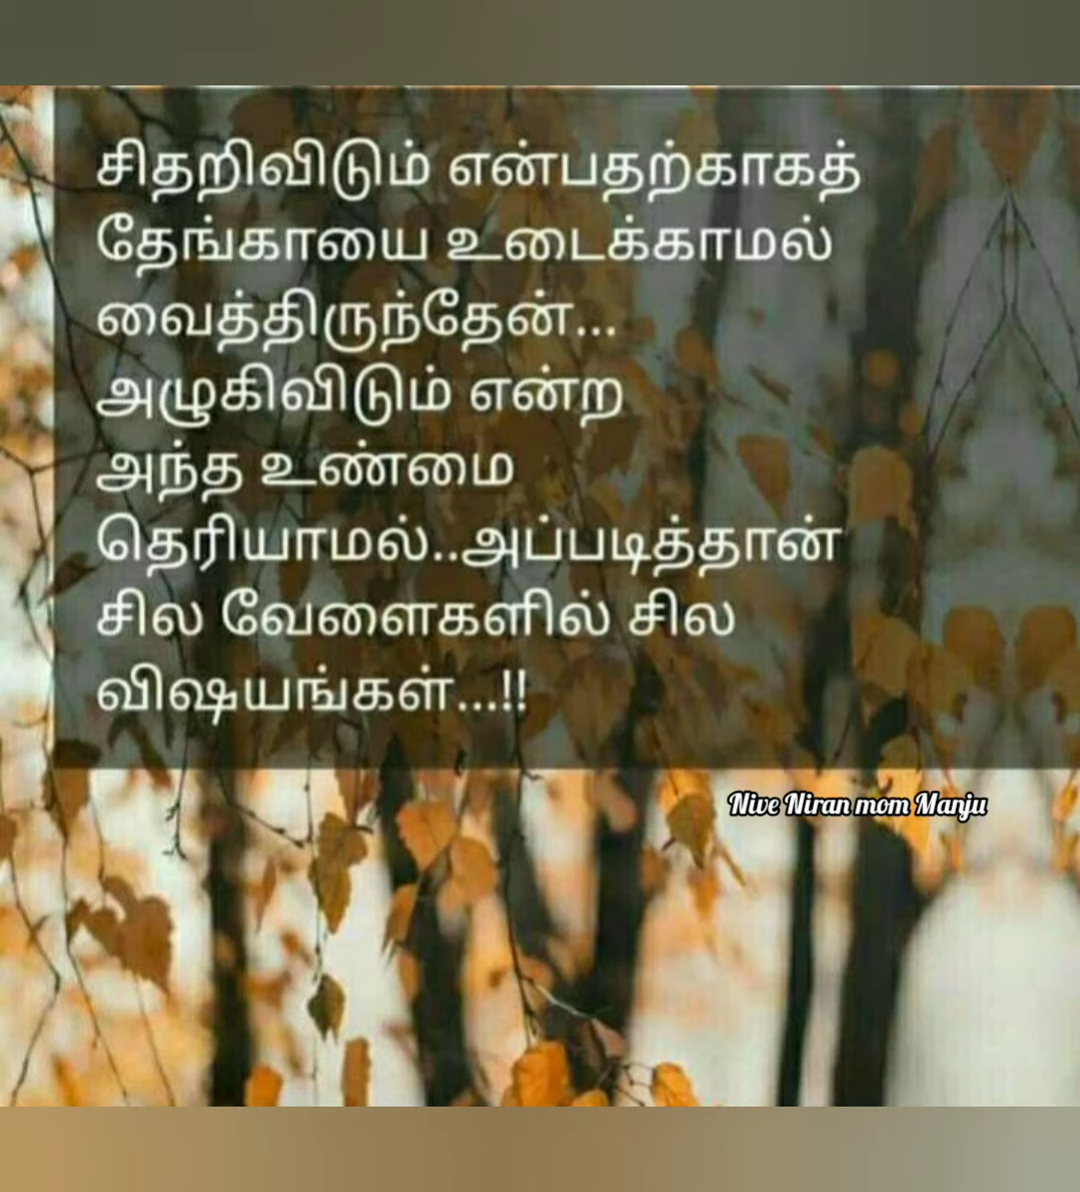 சிதறிவிடும் என்பதற்காகத்
தேங்காயை உடைக்காமல்
வைத்திருந்தேன்...
அழுகிவிடும் என்ற
அந்த உண்மை
தெரியாமல்..அப்படித்தான்
சில வேளைகளில் சில
விஷயங்கள்...!!
Nive Niran mom Manju